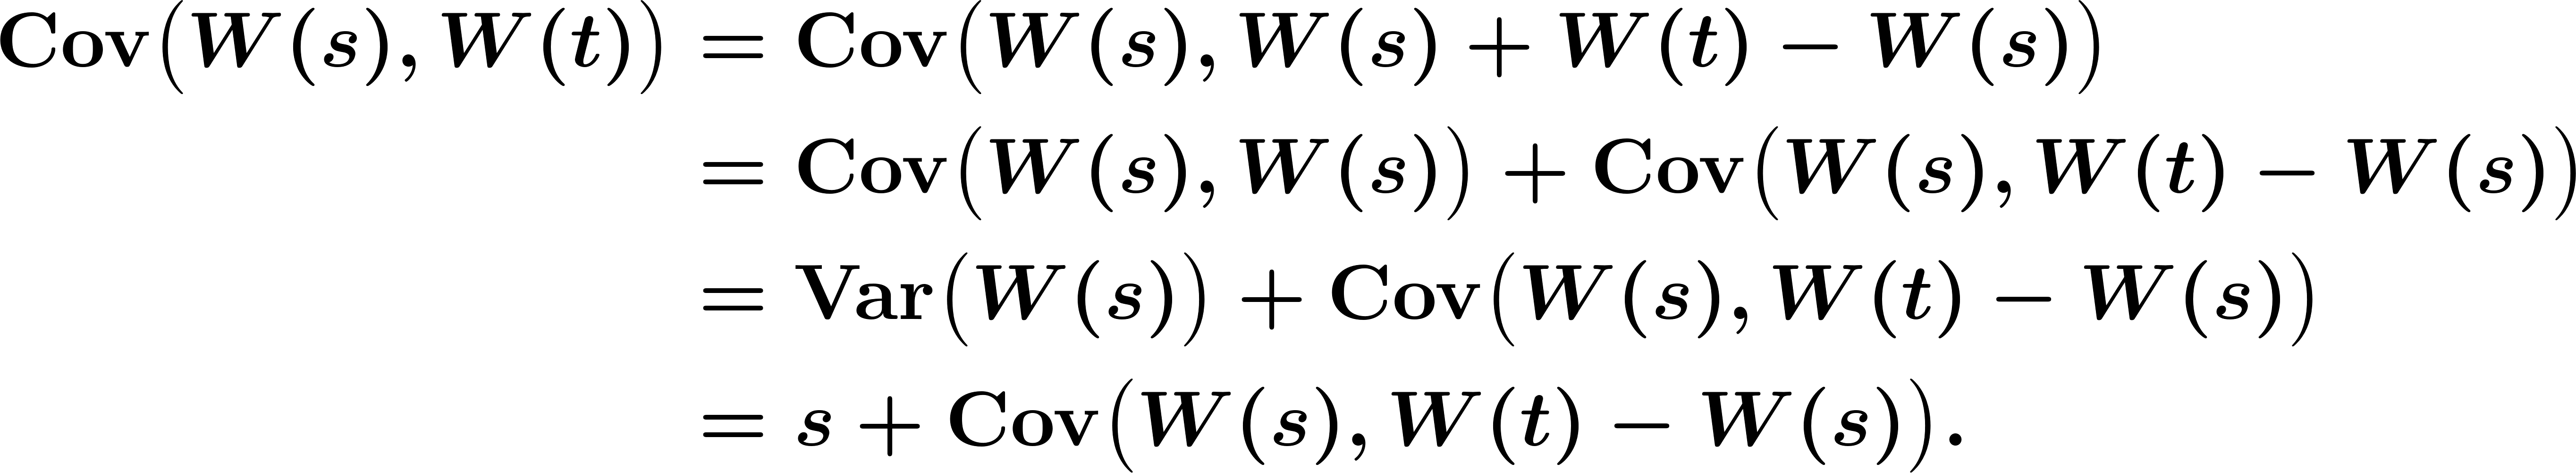 Cov(W(s), W(t)) = Cov(W(s), W(s) + W(t) − W(s))
= Cov(W(s), W(s)) + Cov(W(s), W(t) − W(s))
= Var(W(s)) + Cov(W(s), W(t) − W(s))
= s + Cov(W(s), W(t) − W(s)).